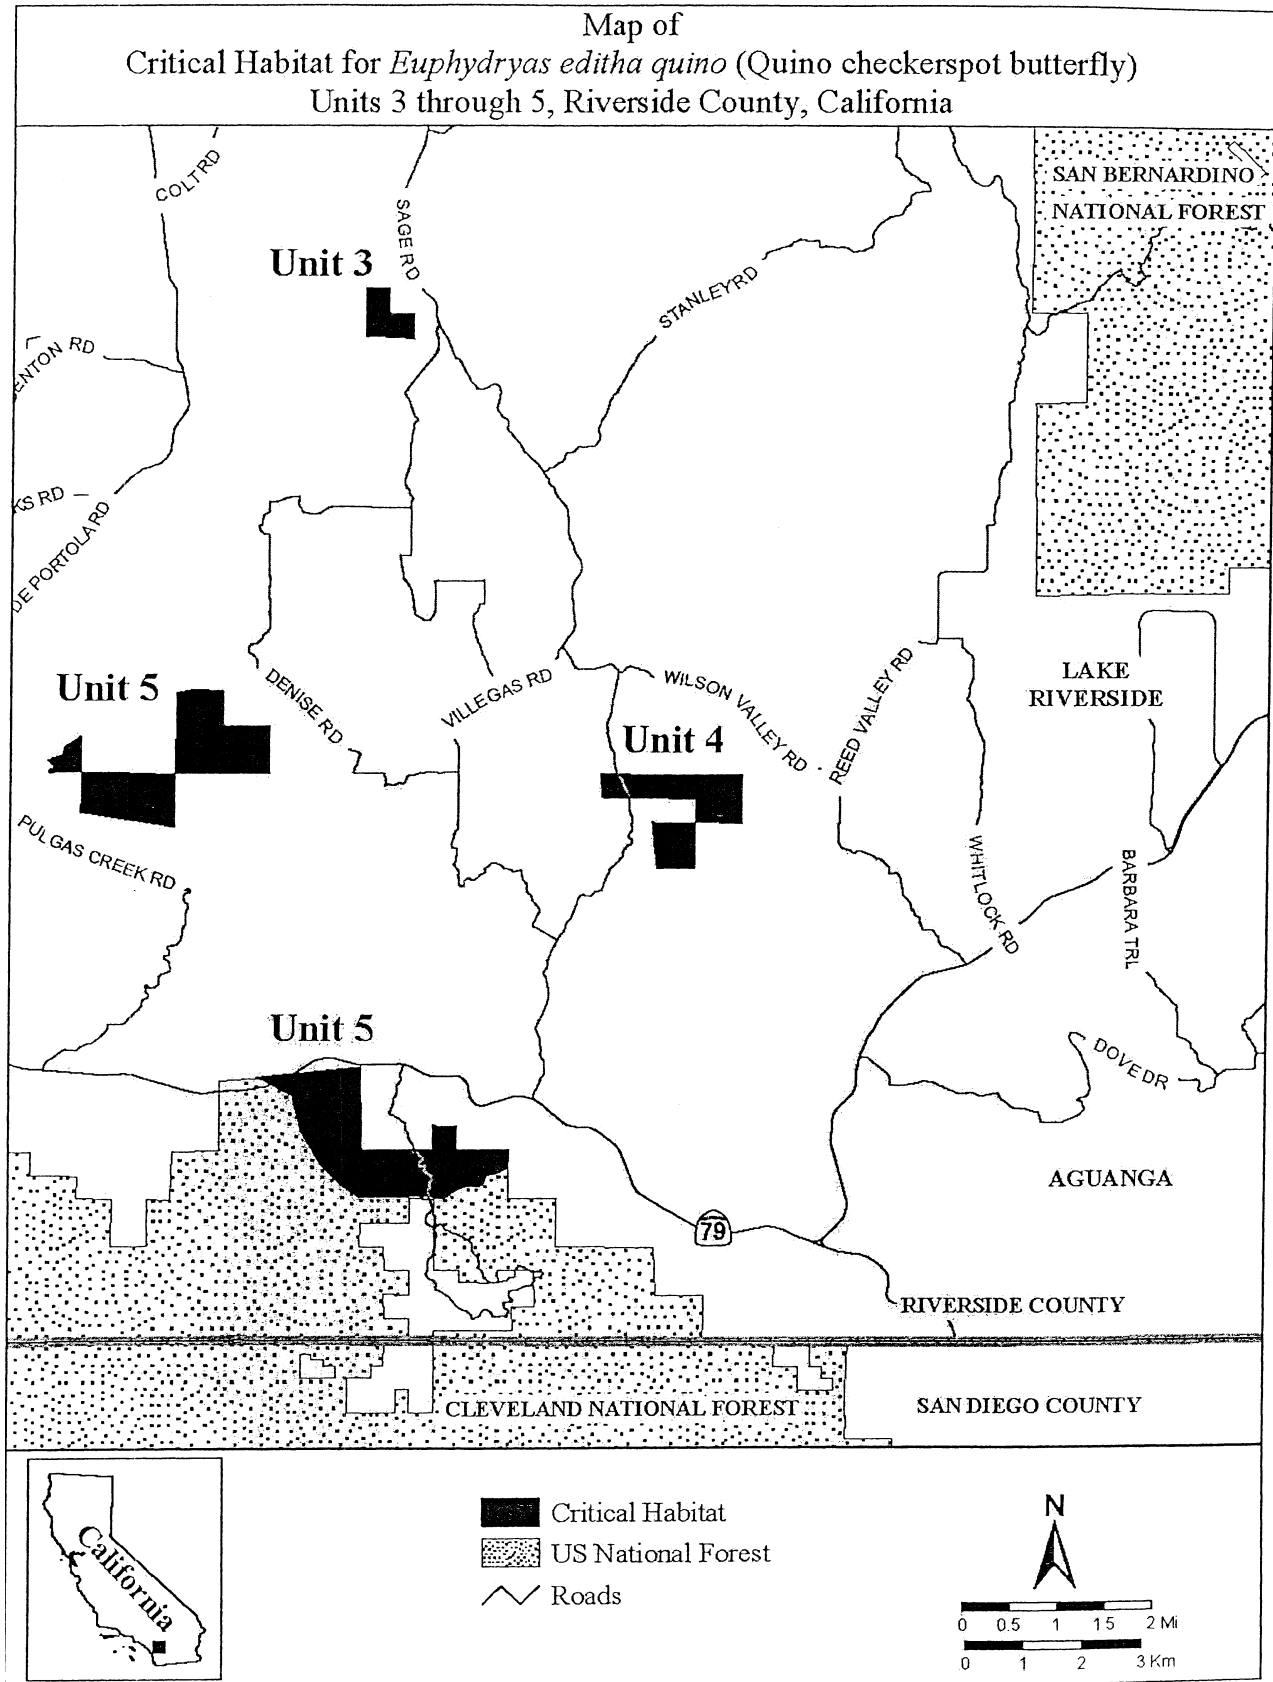 Map of
Critical Habitat for Euphydryas editha quino (Quino checkerspot butterfly)
Units 3 through 5, Riverside County, California
COLT RD
SAGE RD
SAN BERNARDINO
NATIONAL FOREST
Unit 3
STANLEY RD
ENTON RD
KS RD
DE PORTOLA RD
LAKE
RIVERSIDE
Unit 5
DENISE RD
VILLEGAS RD
WILSON VALLEY RD
REED VALLEY RD
Unit 4
PULGAS CREEK RD
WHITLOCK RD
BARBARA TRL
Unit 5
DOVE DR
AGUANGA
79
RIVERSIDE COUNTY
CLEVELAND NATIONAL FOREST
SAN DIEGO COUNTY
California
Critical Habitat
US National Forest
Roads
N
0 0.5 1 1.5 2 Mi
0 1 2 3 Km